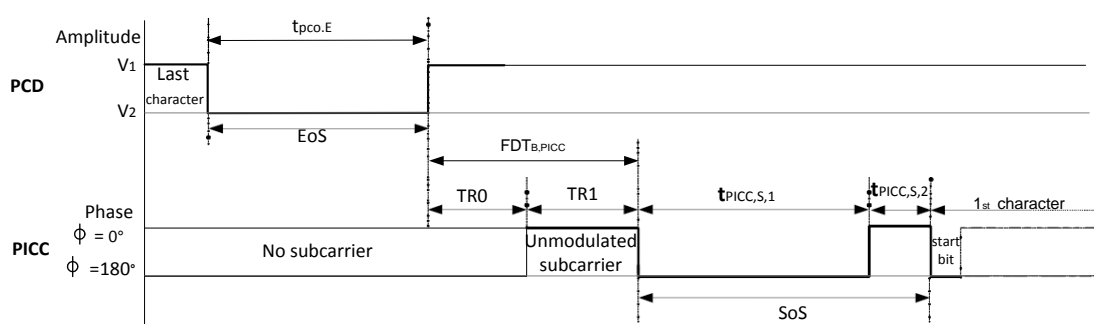 tpco.E
Amplitude
V1
Last
character
PCD
V2
EoS
FDTB,PICC
TR0
TR1
tPICC,S,1
tPICC,S,2
1st character
Phase
ϕ = 0°
PICC
No subcarrier
Unmodulated
subcarrier
start
bit
ϕ =180°
SoS